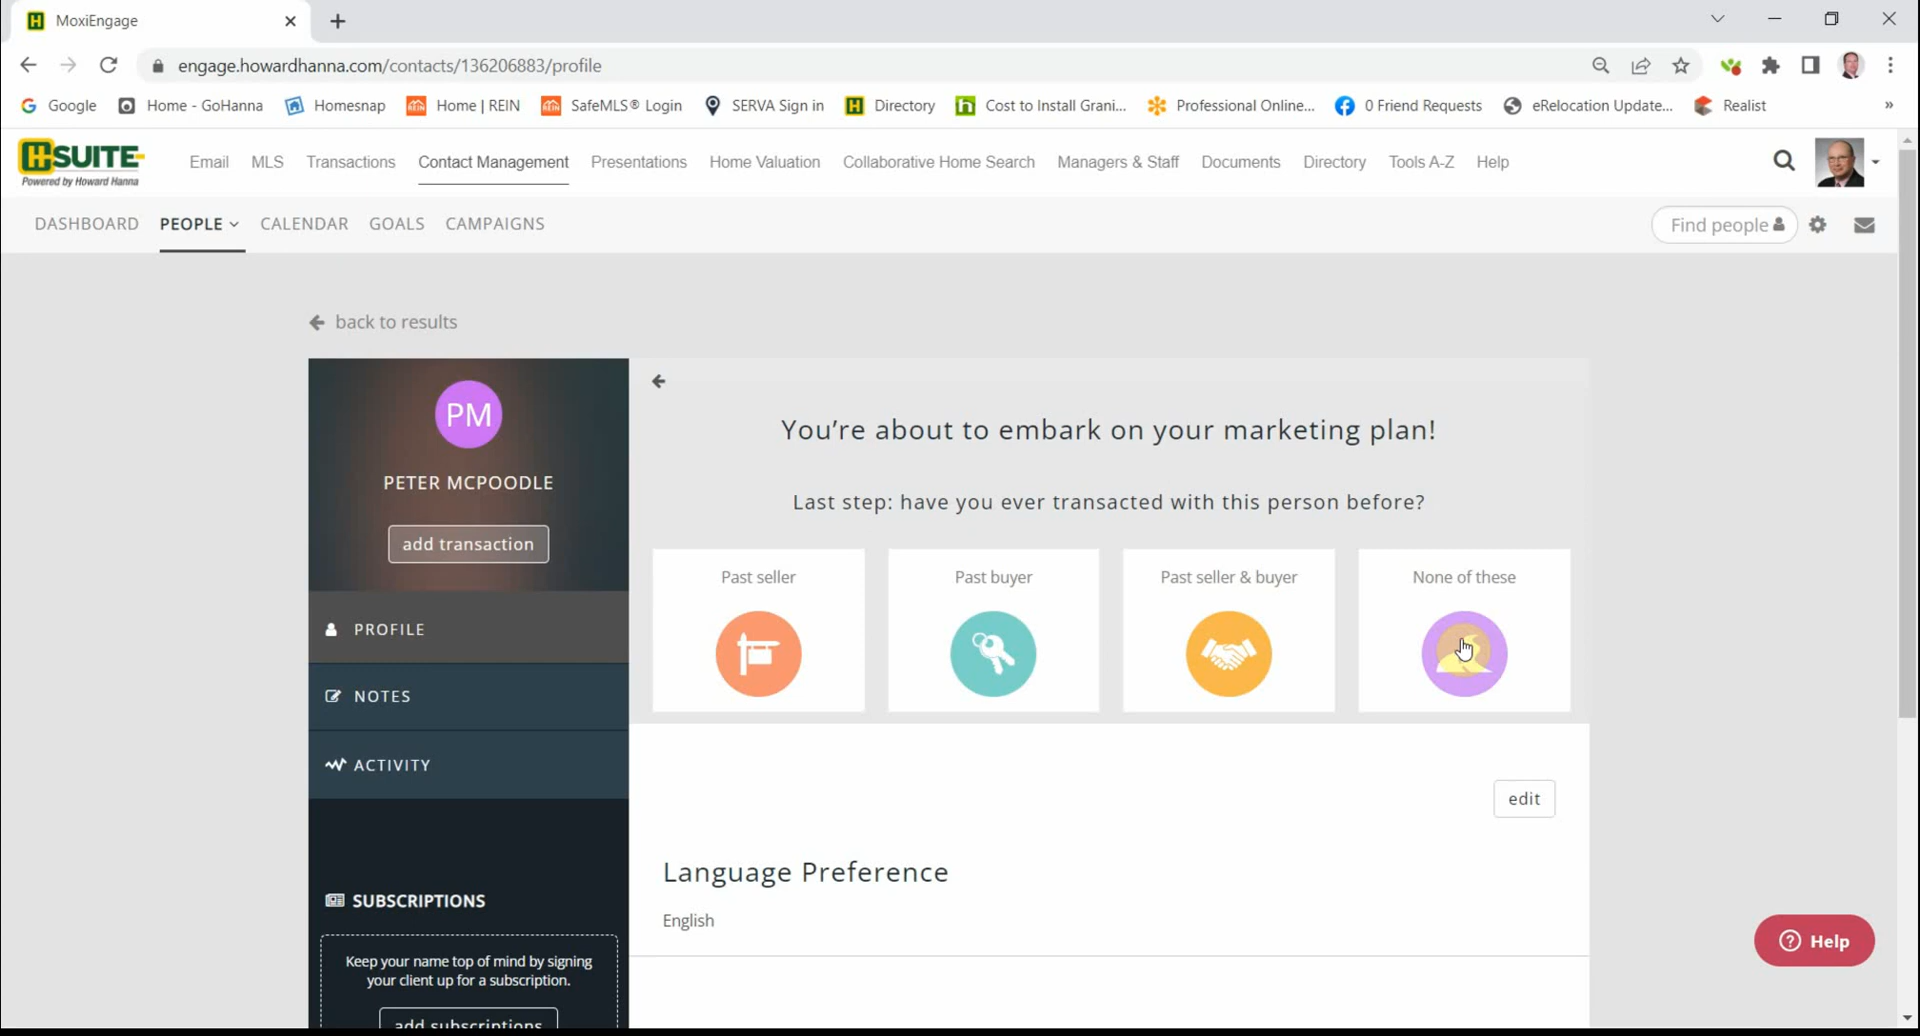 MoxiEngage
engage.howardhanna.com/contacts/136206883/profile
Google Home - GoHanna Homesnap Home | REIN SafeMLS® Login SERVA Sign in Directory Cost to Install Grani... Professional Online... 0 Friend Requests eRelocation Update... Realist »
HSUITE
Powered by Howard Hanna
Email MLS Transactions Contact Management Presentations Home Valuation Collaborative Home Search Managers & Staff Documents Directory Tools A-Z Help
DASHBOARD PEOPLE CALENDAR GOALS CAMPAIGNS
Find people
back to results
PM
PETER MCPOODLE
add transaction
PROFILE
NOTES
ACTIVITY
SUBSCRIPTIONS
Keep your name top of mind by signing
your client up for a subscription.
add subscriptions
You’re about to embark on your marketing plan!
Last step: have you ever transacted with this person before?
Past seller Past buyer Past seller & buyer None of these
edit
Language Preference
English
Help